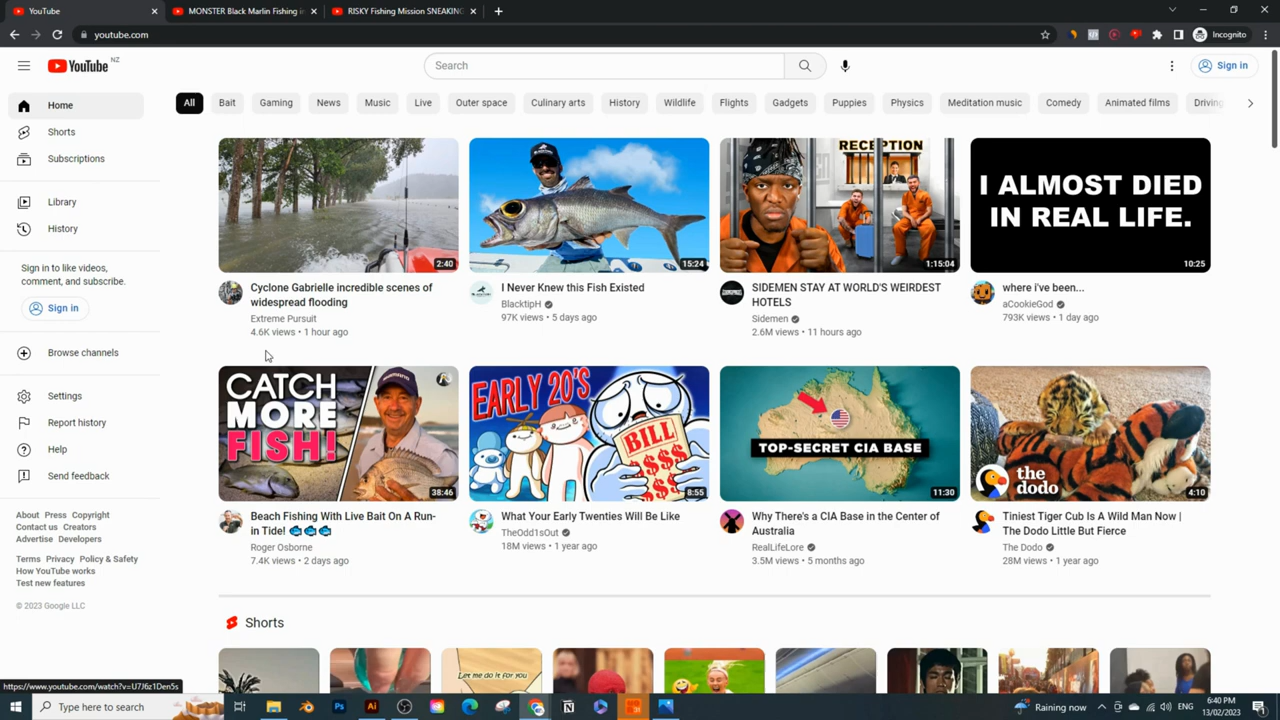 YouTube
MONSTER Black Marlin Fishing in
RISKY Fishing Mission SNEAKING
youtube.com
Incognito
YouTube NZ
Search
Sign in
Home
Shorts
Subscriptions
Library
History
Sign in to like videos,
comment, and subscribe.
Sign in
Browse channels
Settings
Report history
Help
Send feedback
About Press Copyright
Contact us Creators
Advertise Developers
Terms Privacy Policy & Safety
How YouTube works
Test new features
© 2023 Google LLC
All Bait Gaming News Music Live Outer space Culinary arts History Wildlife Flights Gadgets Puppies Physics Meditation music Comedy Animated films Driving
2:40
Cyclone Gabrielle incredible scenes of
widespread flooding
Extreme Pursuit
4.6K views • 1 hour ago
15:24
I Never Knew this Fish Existed
BlacktipH
97K views • 5 days ago
RECEPTION
1:15:04
SIDEMEN STAY AT WORLD'S WEIRDEST
HOTELS
Sidemen
2.6M views • 11 hours ago
I ALMOST DIED
IN REAL LIFE.
10:25
where i've been...
aCookieGod
793K views • 1 day ago
CATCH
MORE
FISH!
38:46
Beach Fishing With Live Bait On A Run-
in Tide!
Roger Osborne
7.4K views • 2 days ago
EARLY 20'S
BILL
$$$
$$$
8:55
What Your Early Twenties Will Be Like
TheOdd1sOut
18M views • 1 year ago
TOP-SECRET CIA BASE
11:30
Why There's a CIA Base in the Center of
Australia
RealLifeLore
3.5M views • 5 months ago
the
dodo
4:10
Tiniest Tiger Cub Is A Wild Man Now |
The Dodo Little But Fierce
The Dodo
28M views • 1 year ago
Shorts
Let me do it for you
https://www.youtube.com/watch?v=U7J6z1Den5s
Type here to search
Ps
Ai
Raining now
ENG
6:40 PM
13/02/2023